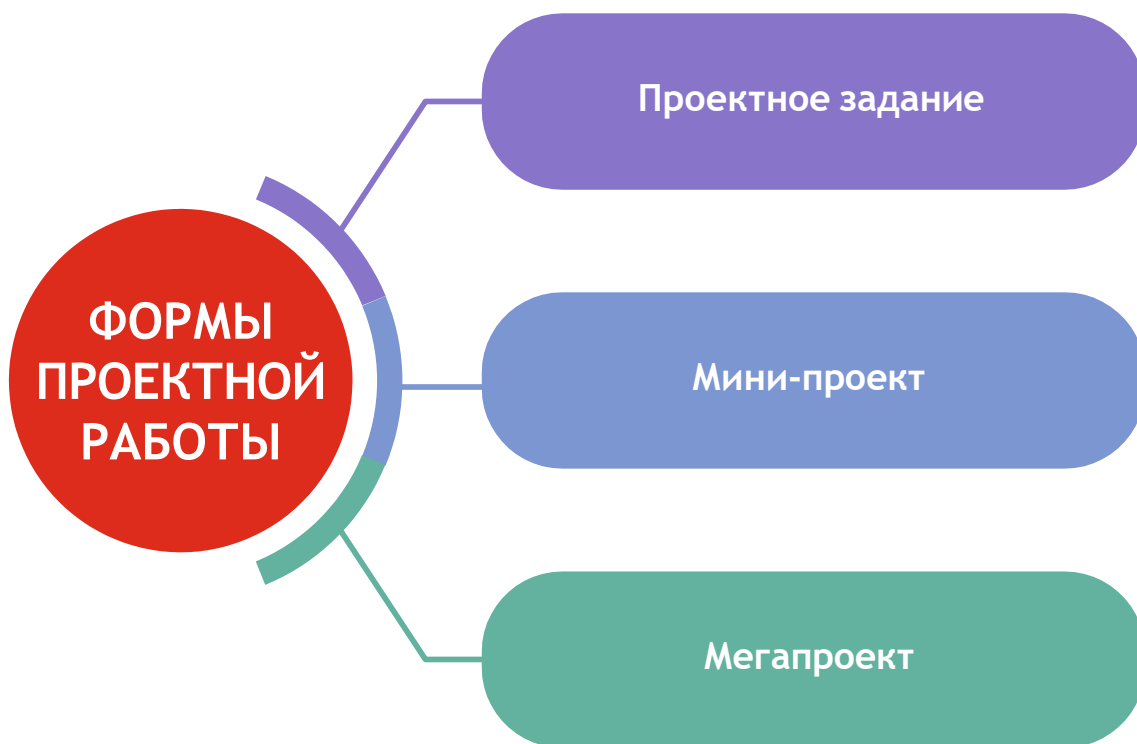 Проектное задание
ФОРМЫ
ПРОЕКТНОЙ
РАБОТЫ
Мини-проект
Мегапроект